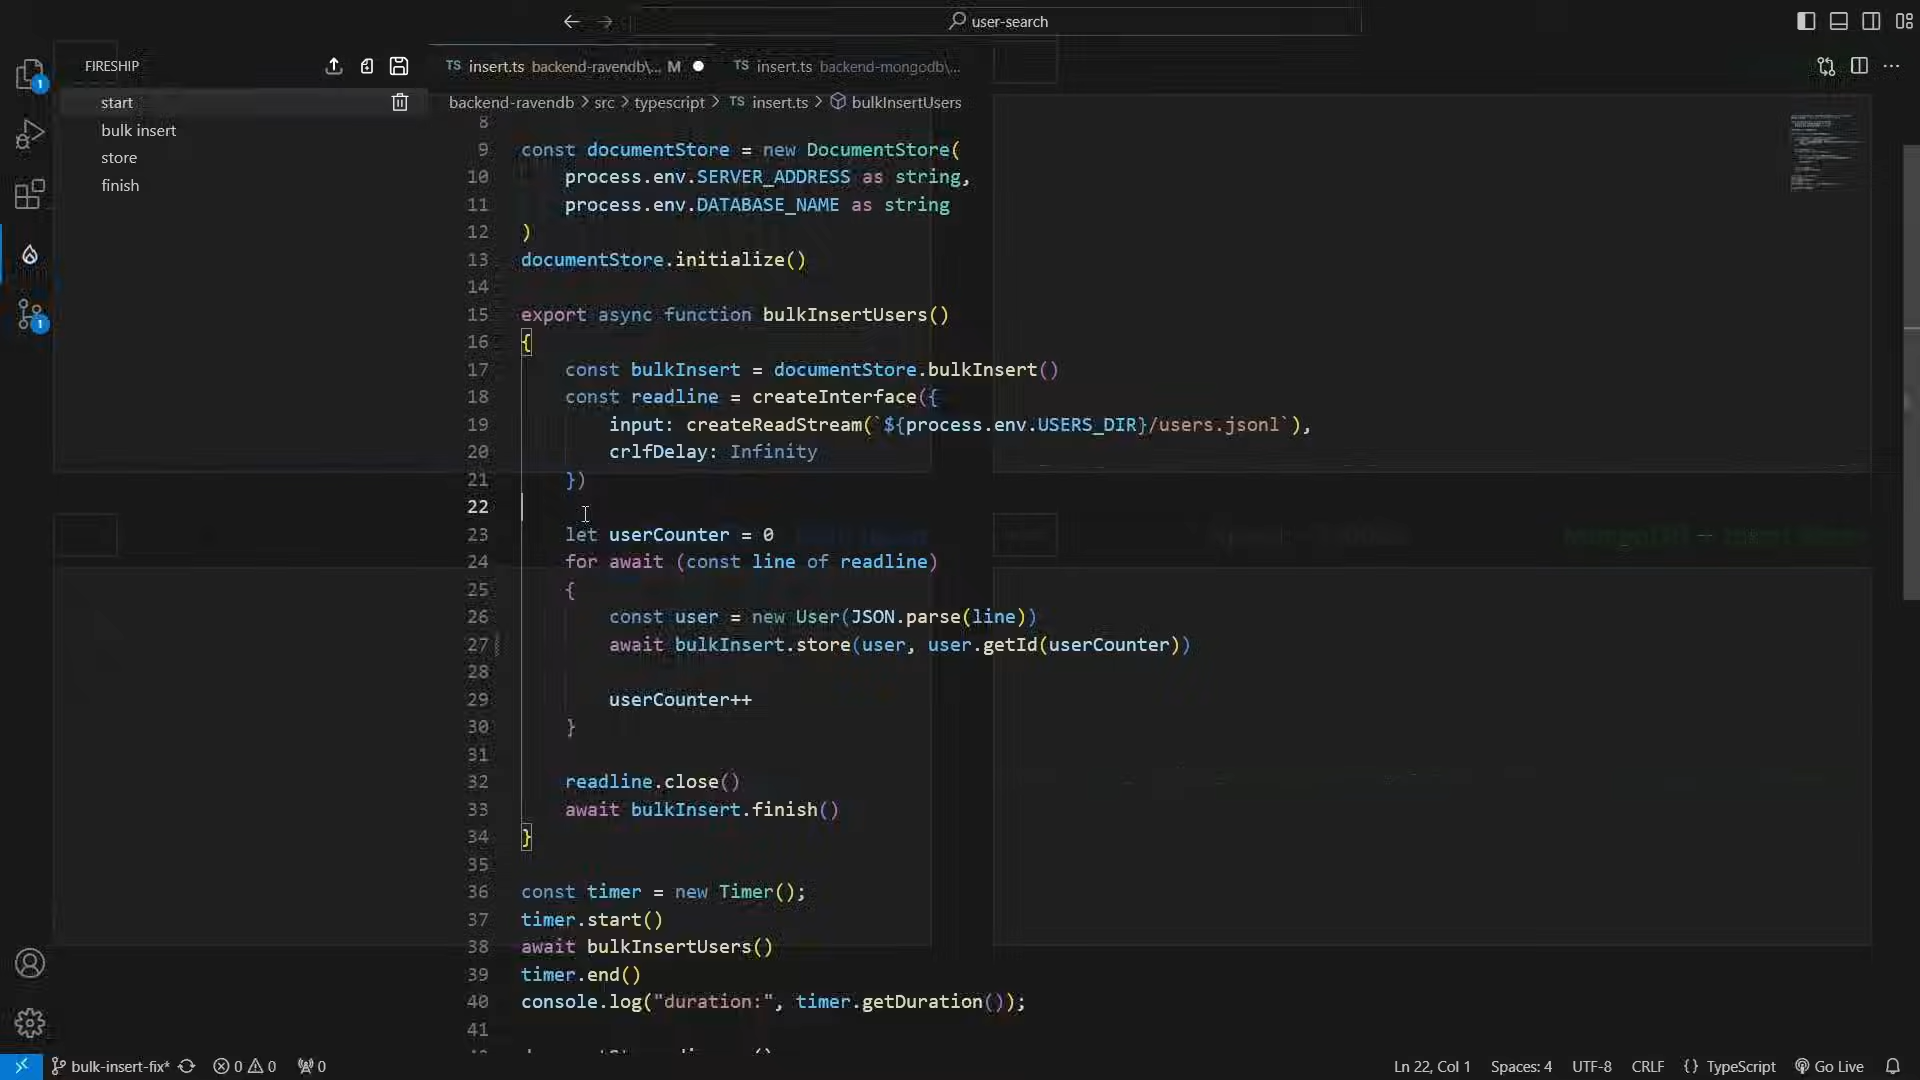 user-search
FIRESHIP
start
bulk insert
store
finish
TS insert.ts backend-ravendb\... M
TS insert.ts backend-mongodb\...
backend-ravendb > src > typescript > TS insert.ts > bulkInsertUsers
8
9 const documentStore = new DocumentStore(
10 process.env.SERVER_ADDRESS as string,
11 process.env.DATABASE_NAME as string
12 )
13 documentStore.initialize()
14
15 export async function bulkInsertUsers()
16 {
17 const bulkInsert = documentStore.bulkInsert()
18 const readline = createInterface({
19 input: createReadStream(`${process.env.USERS_DIR}/users.jsonl`),
20 crlfDelay: Infinity
21 })
22
23 let userCounter = 0
24 for await (const line of readline)
25 {
26 const user = new User(JSON.parse(line))
27 await bulkInsert.store(user, user.getId(userCounter))
28
29 userCounter++
30 }
31
32 readline.close()
33 await bulkInsert.finish()
34 }
35
36 const timer = new Timer();
37 timer.start()
38 await bulkInsertUsers()
39 timer.end()
40 console.log("duration:", timer.getDuration());
41
1
1
bulk-insert-fix* 0 0 0
Ln 22, Col 1 Spaces: 4 UTF-8 CRLF {} TypeScript Go Live